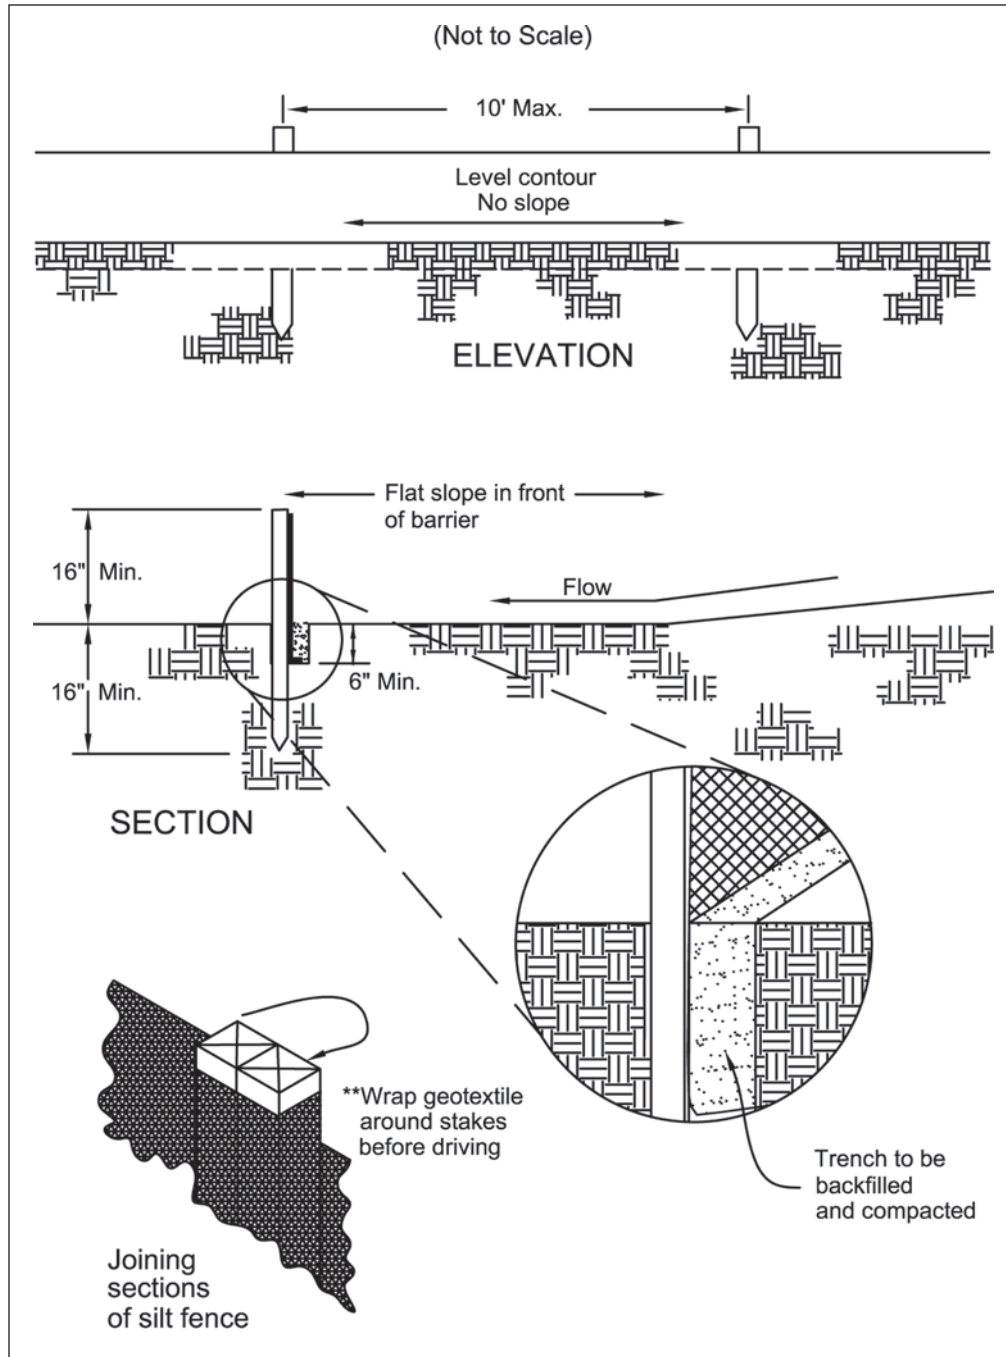 (Not to Scale)
10' Max.
Level contour
No slope
ELEVATION
Flat slope in front
of barrier
16" Min.
Flow
16" Min.
6" Min.
SECTION
**Wrap geotextile
around stakes
before driving
Trench to be
backfilled
and compacted
Joining
sections
of silt fence